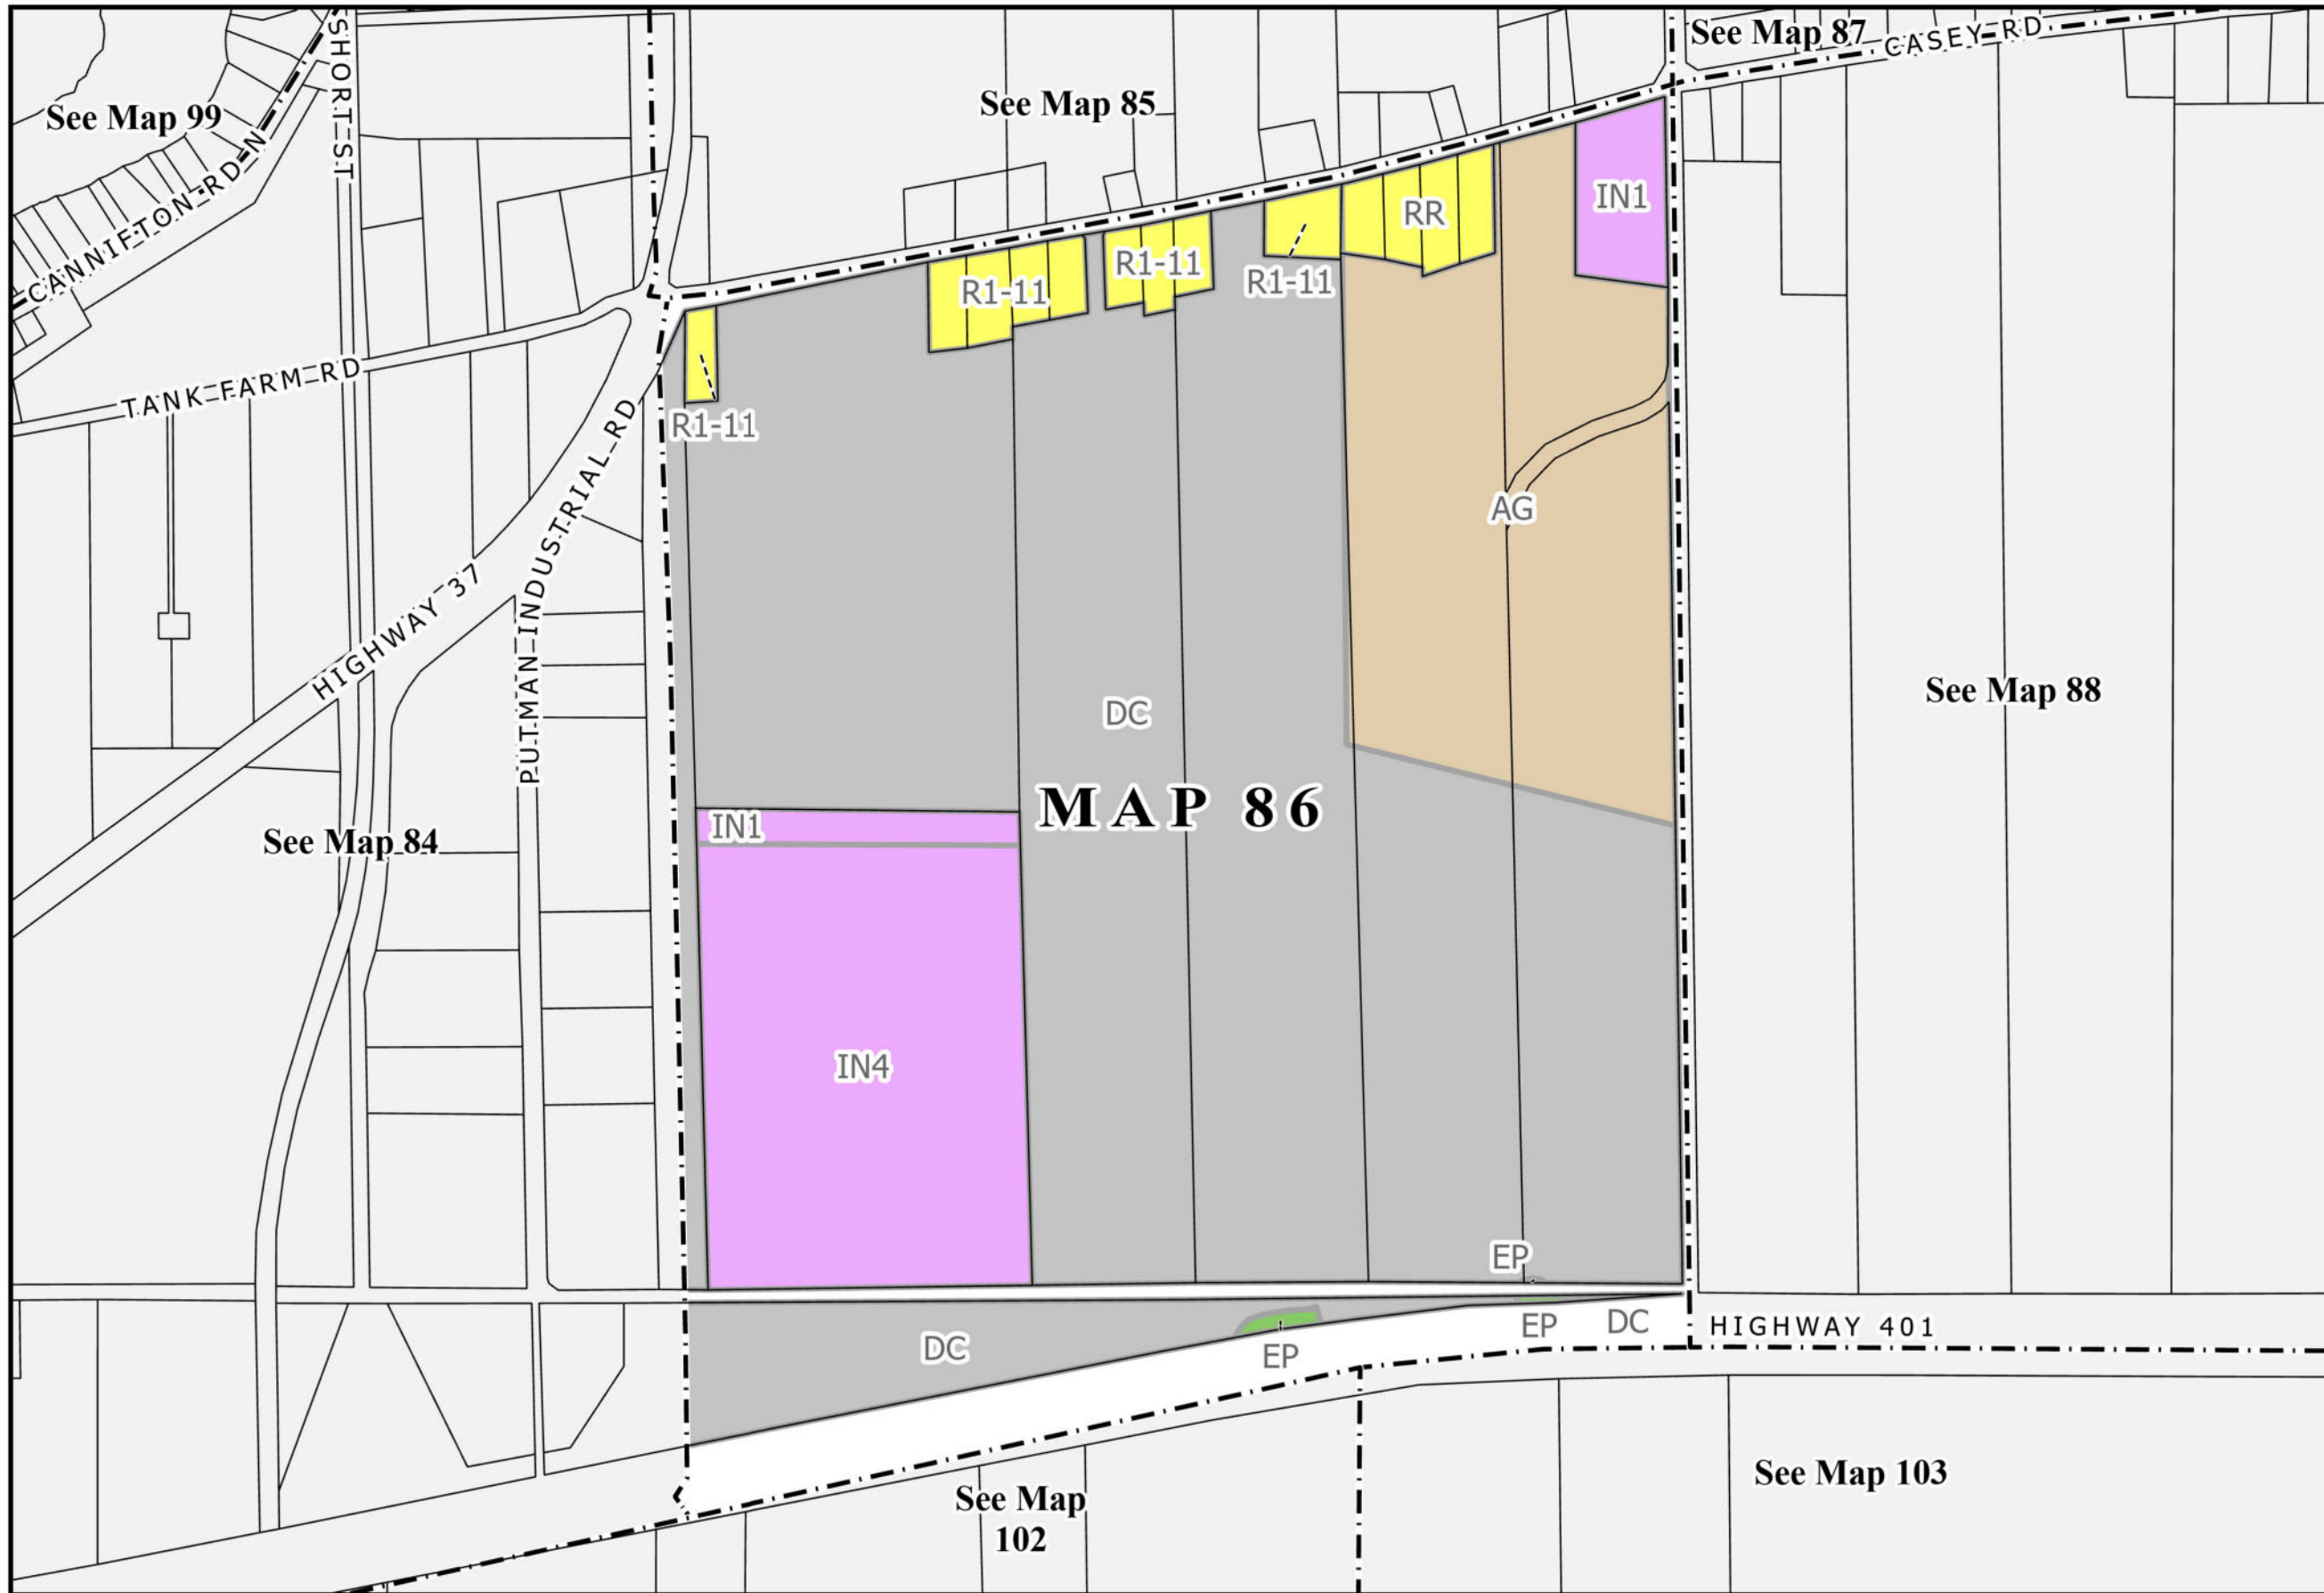 See Map 87
CASEY RD
SHORT ST
See Map 99
See Map 85
CANNIFTON RD N
IN1
RR
R1-11
R1-11
R1-11
TANK FARM RD
R1-11
AG
PUTMAN INDUSTRIAL RD
HIGHWAY 37
See Map 88
DC
MAP 86
IN1
See Map 84
IN4
EP
HIGHWAY 401
DC
EP
DC
EP
See Map 103
See Map
102